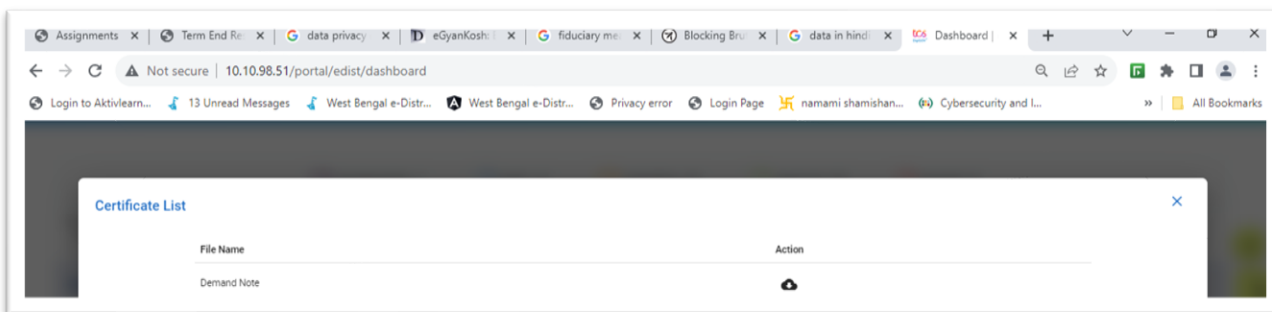 Assignments Term End Re data privacy eGyanKosh: fiduciary me Blocking Bru data in hindi Dashboard |
Not secure | 10.10.98.51/portal/edist/dashboard
Login to Aktivlearn... 13 Unread Messages West Bengal e-Distr... West Bengal e-Distr... Privacy error Login Page namami shamishan... Cybersecurity and I... » All Bookmarks
Certificate List
File Name Action
Demand Note